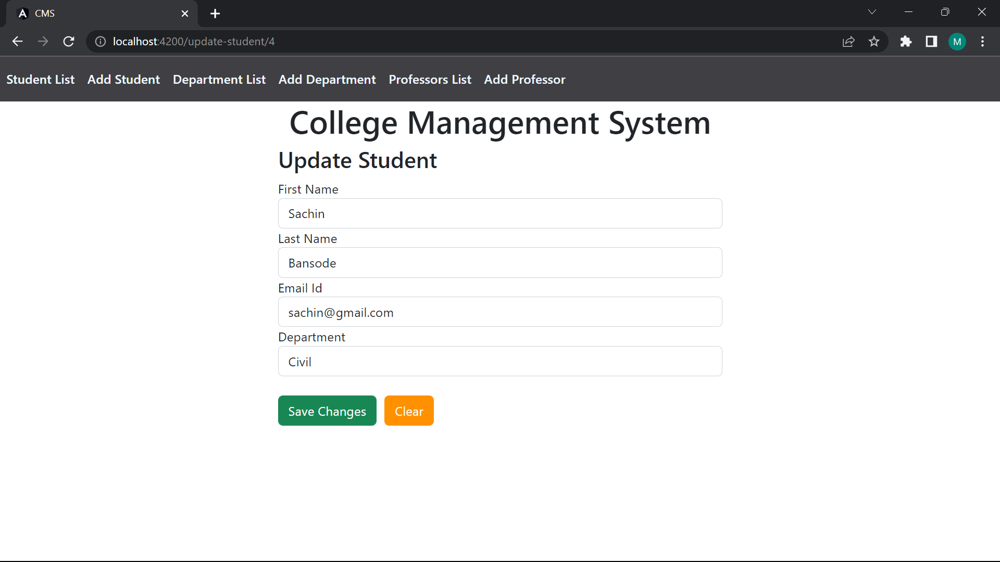 CMS
localhost:4200/update-student/4
M
Student List Add Student Department List Add Department Professors List Add Professor
College Management System
Update Student
First Name
Sachin
Last Name
Bansode
Email Id
sachin@gmail.com
Department
Civil
Save Changes Clear